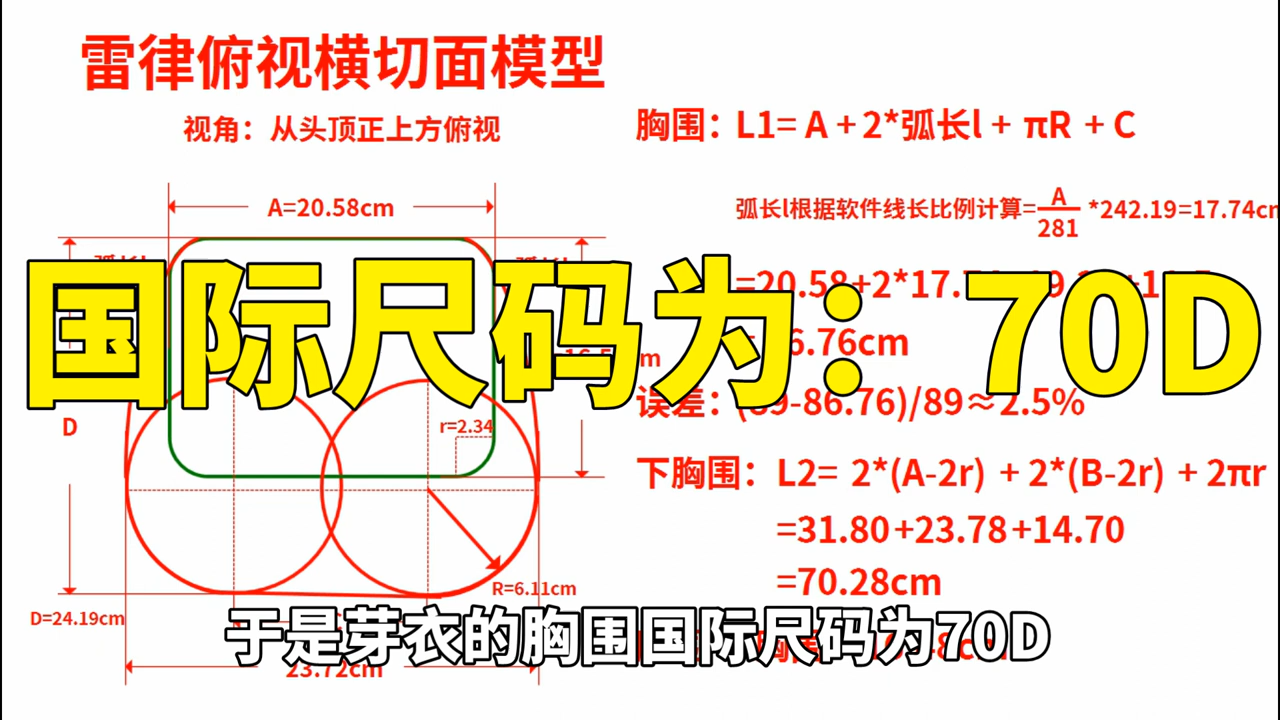 雷律俯视横切面模型
视角：从头顶正上方俯视
A=20.58cm
D
r=2.34
R=6.11cm
D=24.19cm
23.72cm
胸围：L1= A + 2*弧长l + πR + C
弧长l根据软件线长比例计算=A/281 *242.19=17.74cm
6.76cm
误差：(89-86.76)/89≈2.5%
下胸围：L2= 2*(A-2r) + 2*(B-2r) + 2πr
=31.80+23.78+14.70
=70.28cm
国际尺码为：70D
于是芽衣的胸围国际尺码为70D